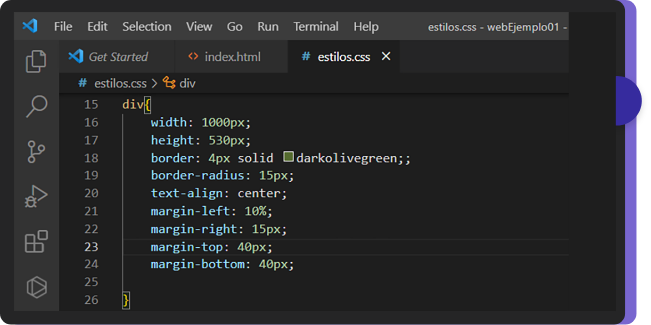 File Edit Selection View Go Run Terminal Help estilos.css - webEjemplo01 -
Get Started index.html # estilos.css ×
# estilos.css > div
15 div{
16 width: 1000px;
17 height: 530px;
18 border: 4px solid darkolivegreen;;
19 border-radius: 15px;
20 text-align: center;
21 margin-left: 10%;
22 margin-right: 15px;
23 margin-top: 40px;
24 margin-bottom: 40px;
25
26 }